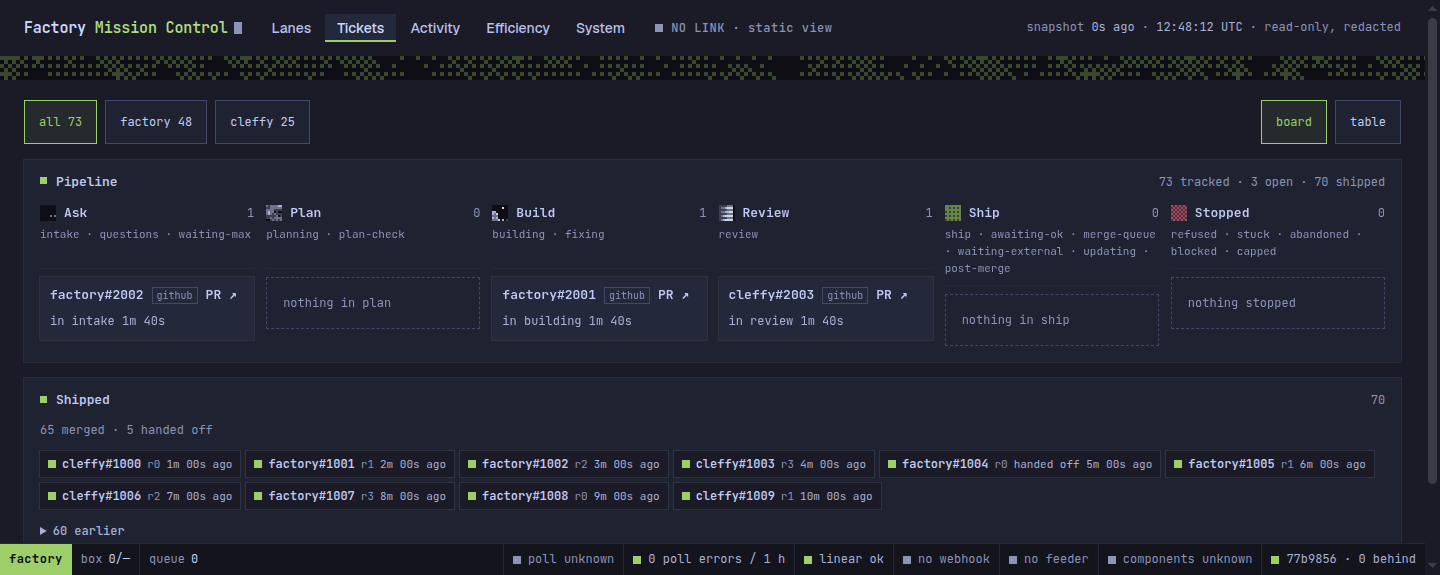 Factory Mission Control Lanes Tickets Activity Efficiency System NO LINK · static view snapshot 0s ago · 12:48:12 UTC · read-only, redacted
all 73 factory 48 cleffy 25 board table
Pipeline 73 tracked · 3 open · 70 shipped
Ask 1 Plan 0 Build 1 Review 1 Ship 0 Stopped 0
intake · questions · waiting-max planning · plan-check building · fixing review ship · awaiting-ok · merge-queue refused · stuck · abandoned ·
· waiting-external · updating · blocked · capped
post-merge
factory#2002 github PR ↗ nothing in plan factory#2001 github PR ↗ cleffy#2003 github PR ↗ nothing in ship nothing stopped
in intake 1m 40s in building 1m 40s in review 1m 40s
Shipped 70
65 merged · 5 handed off
cleffy#1000 r0 1m 00s ago factory#1001 r1 2m 00s ago factory#1002 r2 3m 00s ago cleffy#1003 r3 4m 00s ago factory#1004 r0 handed off 5m 00s ago factory#1005 r1 6m 00s ago
cleffy#1006 r2 7m 00s ago factory#1007 r3 8m 00s ago factory#1008 r0 9m 00s ago cleffy#1009 r1 10m 00s ago
▶ 60 earlier
factory box 0/— queue 0 poll unknown 0 poll errors / 1 h linear ok no webhook no feeder components unknown 77b9856 · 0 behind